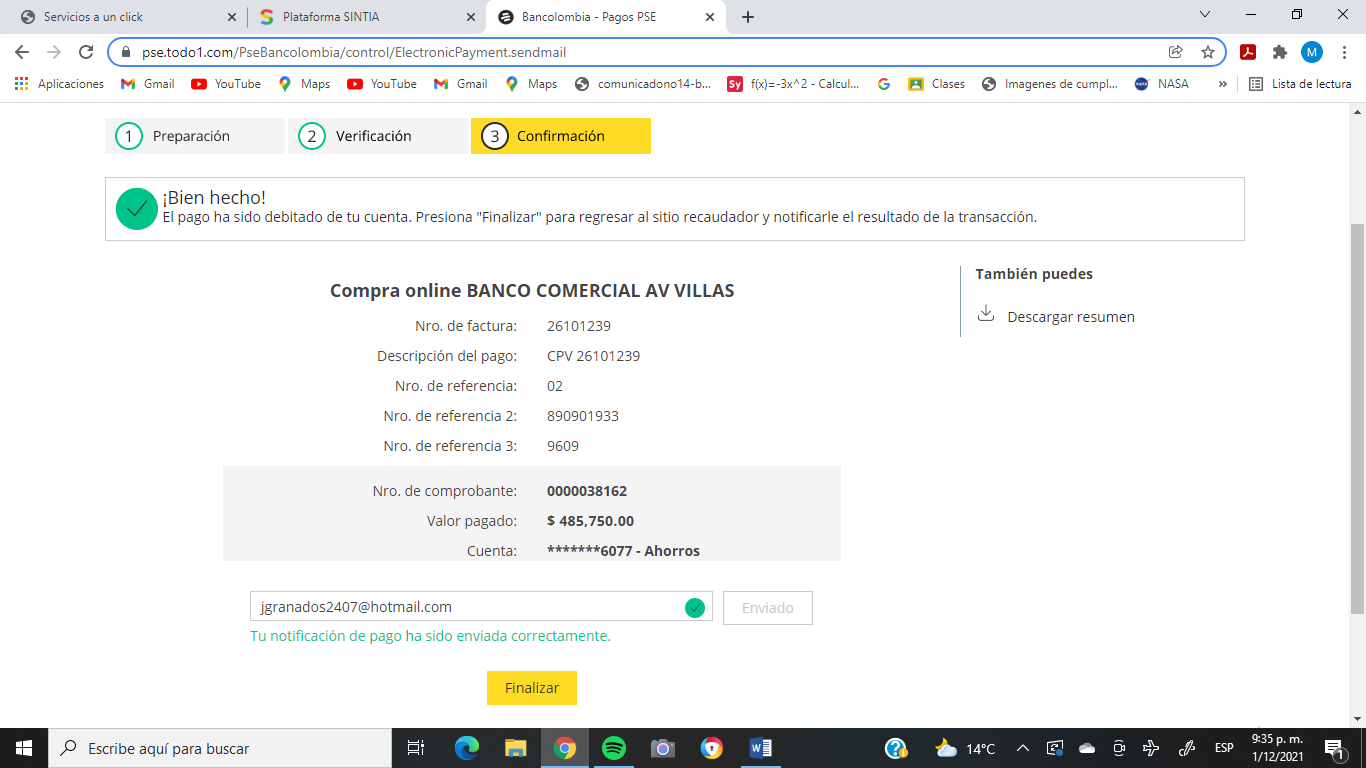 Servicios a un click
Plataforma SINTIA
Bancolombia - Pagos PSE
pse.todo1.com/PseBancolombia/control/ElectronicPayment.sendmail
M
Aplicaciones
Gmail
YouTube
Maps
YouTube
Gmail
Maps
comunicadono14-b...
Sy
f(x)=-3x^2 - Calcul...
Clases
Imagenes de cumpl...
NASA
»
Lista de lectura
1 Preparación
2 Verificación
3 Confirmación
¡Bien hecho!
El pago ha sido debitado de tu cuenta. Presiona "Finalizar" para regresar al sitio recaudador y notificarle el resultado de la transacción.
También puedes
Descargar resumen
Compra online BANCO COMERCIAL AV VILLAS
Nro. de factura: 26101239
Descripción del pago: CPV 26101239
Nro. de referencia: 02
Nro. de referencia 2: 890901933
Nro. de referencia 3: 9609
Nro. de comprobante: 0000038162
Valor pagado: $ 485,750.00
Cuenta: *******6077 - Ahorros
jgranados2407@hotmail.com
Enviado
Tu notificación de pago ha sido enviada correctamente.
Finalizar
Escribe aquí para buscar
14°C
ESP
9:35 p. m.
1/12/2021
1